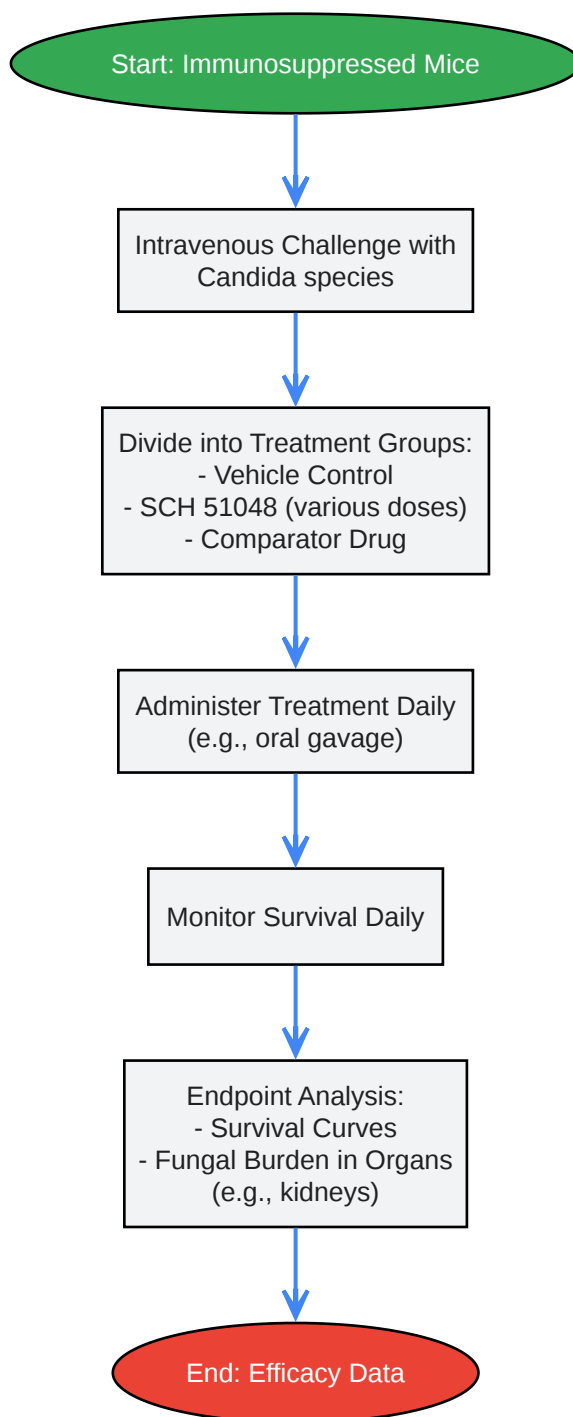 Start: Immunosuppressed Mice
Intravenous Challenge with
Candida species
Divide into Treatment Groups:
- Vehicle Control
- SCH 51048 (various doses)
- Comparator Drug
Administer Treatment Daily
(e.g., oral gavage)
Monitor Survival Daily
Endpoint Analysis:
- Survival Curves
- Fungal Burden in Organs
(e.g., kidneys)
End: Efficacy Data